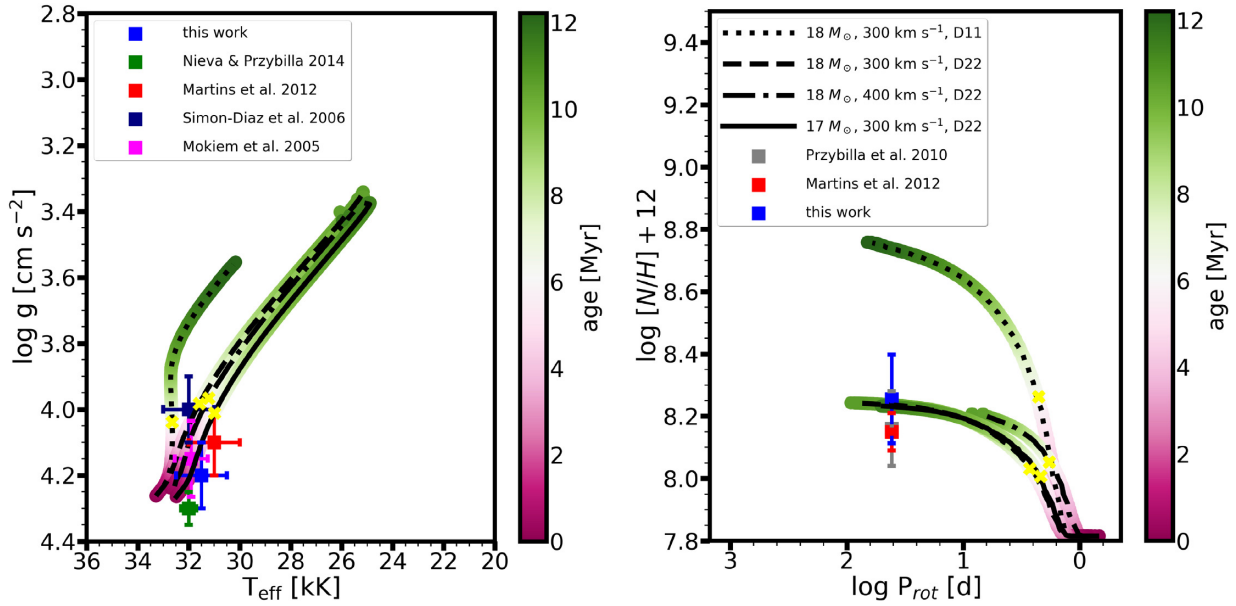 2.8
3.0
3.2
3.4
3.6
3.8
4.0
4.2
4.4
log g [cm s⁻²]
this work
Nieva & Przybilla 2014
Martins et al. 2012
Simon-Diaz et al. 2006
Mokiem et al. 2005
36 34 32 30 28 26 24 22 20
T_eff [kK]
12
10
8
6
4
2
0
age [Myr]
9.4
9.2
9.0
8.8
8.6
8.4
8.2
8.0
7.8
log [N/H] + 12
18 M⊙, 300 km s⁻¹, D11
18 M⊙, 300 km s⁻¹, D22
18 M⊙, 400 km s⁻¹, D22
17 M⊙, 300 km s⁻¹, D22
Przybilla et al. 2010
Martins et al. 2012
this work
3 2 1 0
log P_rot [d]
12
10
8
6
4
2
0
age [Myr]